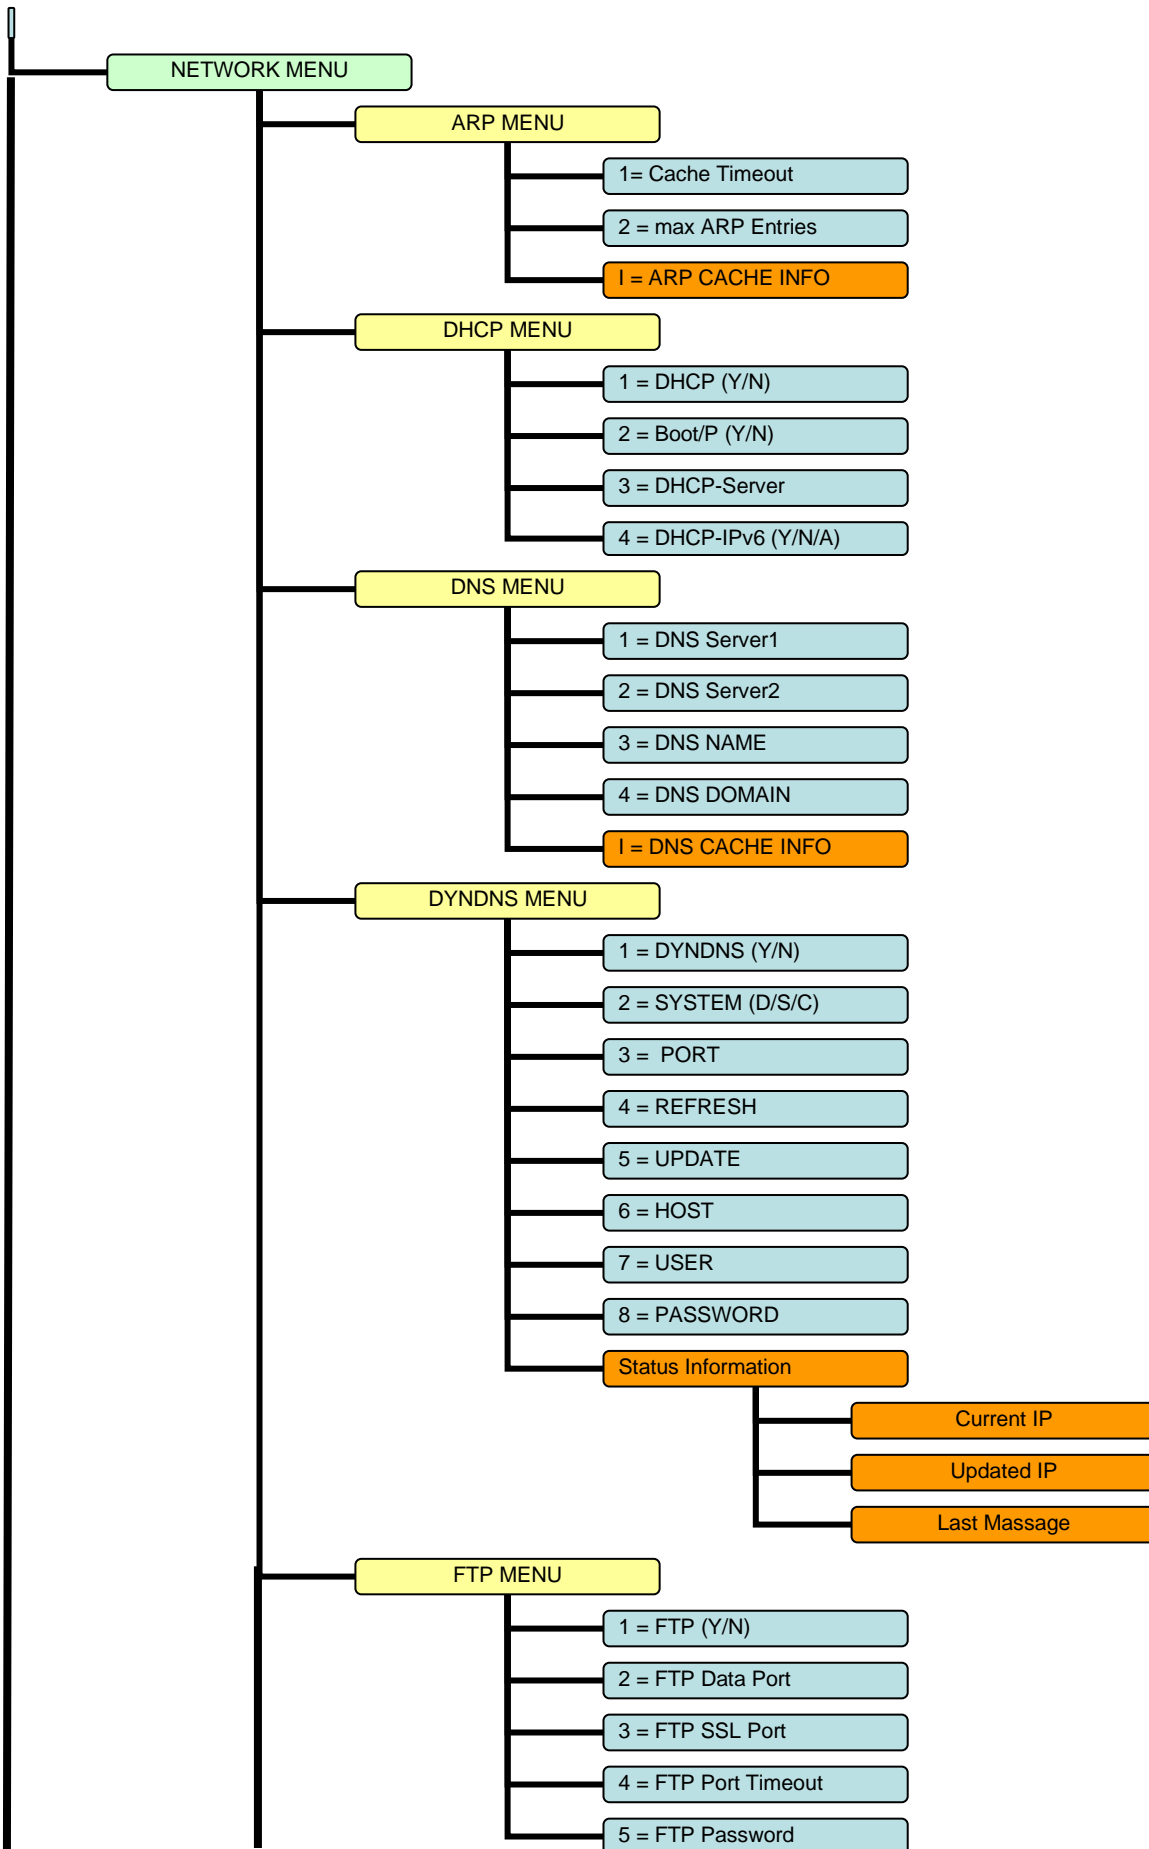 NETWORK MENU
ARP MENU
1= Cache Timeout
2 = max ARP Entries
I = ARP CACHE INFO
DHCP MENU
1 = DHCP (Y/N)
2 = Boot/P (Y/N)
3 = DHCP-Server
4 = DHCP-IPv6 (Y/N/A)
DNS MENU
1 = DNS Server1
2 = DNS Server2
3 = DNS NAME
4 = DNS DOMAIN
I = DNS CACHE INFO
DYNDNS MENU
1 = DYNDNS (Y/N)
2 = SYSTEM (D/S/C)
3 =  PORT
4 = REFRESH
5 = UPDATE
6 = HOST
7 = USER
8 = PASSWORD
Status Information
Current IP
Updated IP
Last Massage
FTP MENU
1 = FTP (Y/N)
2 = FTP Data Port
3 = FTP SSL Port
4 = FTP Port Timeout
5 = FTP Password